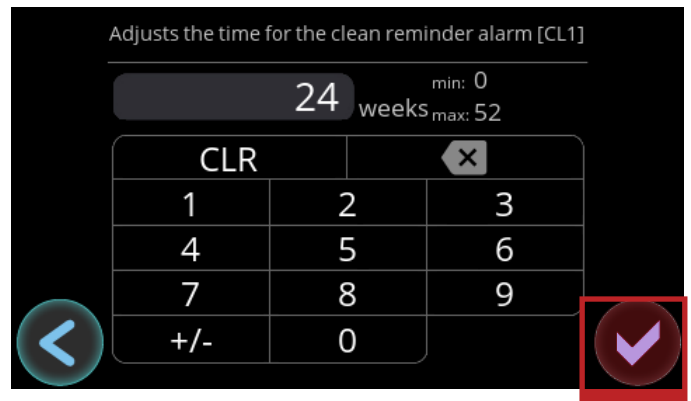 Adjusts the time for the clean reminder alarm [CL1]
24 weeks min: 0
max: 52
CLR
1 2 3
4 5 6
7 8 9
+/- 0